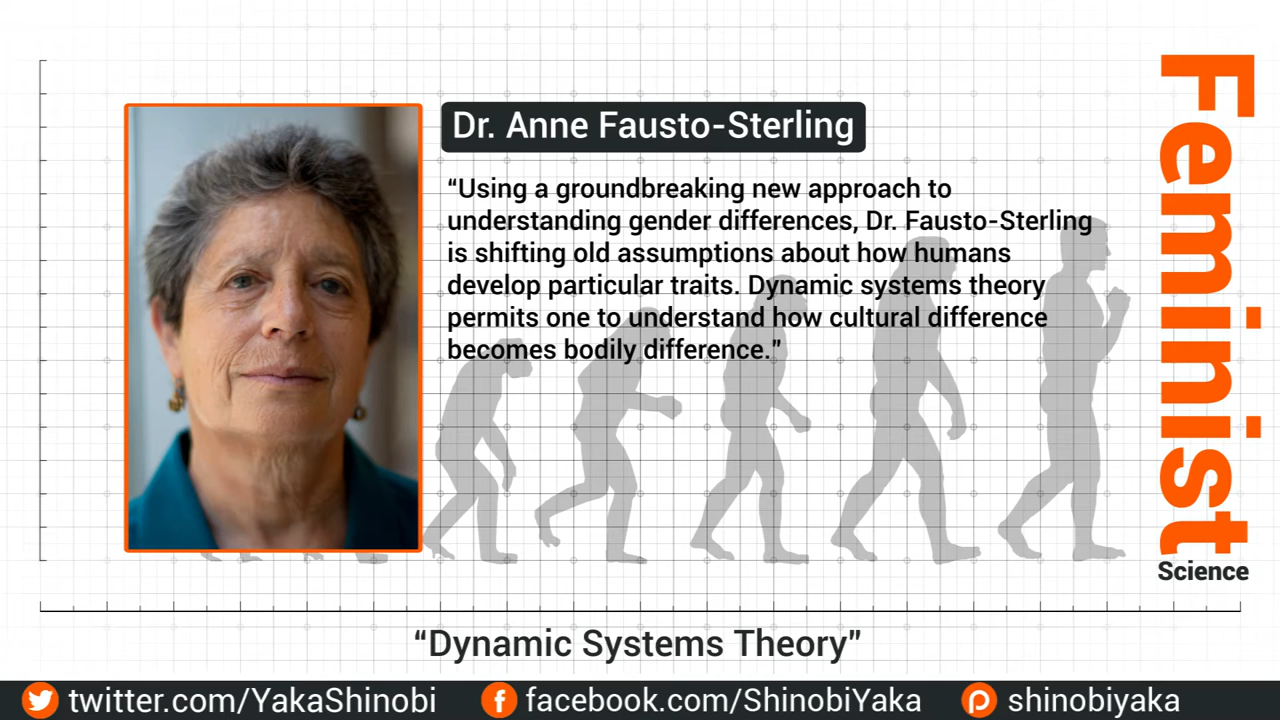 Dr. Anne Fausto-Sterling
“Using a groundbreaking new approach to
understanding gender differences, Dr. Fausto-Sterling
is shifting old assumptions about how humans
develop particular traits. Dynamic systems theory
permits one to understand how cultural difference
becomes bodily difference.”
Feminist
Science
“Dynamic Systems Theory”
twitter.com/YakaShinobi
facebook.com/ShinobiYaka
shinobiyaka